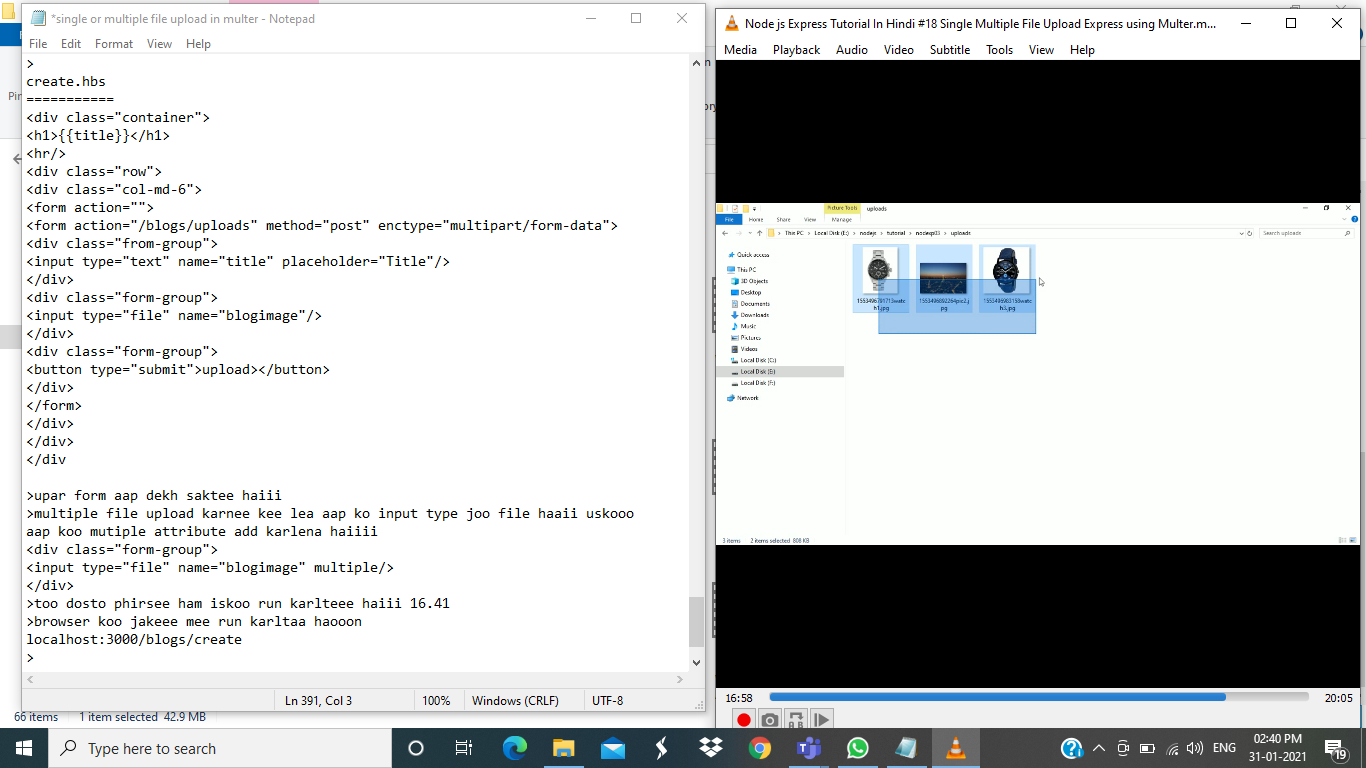 *single or multiple file upload in multer - Notepad
File Edit Format View Help
>
create.hbs
===========
<div class="container">
<h1>{{title}}</h1>
<hr/>
<div class="row">
<div class="col-md-6">
<form action="">
<form action="/blogs/uploads" method="post" enctype="multipart/form-data">
<div class="from-group">
<input type="text" name="title" placeholder="Title"/>
</div>
<div class="form-group">
<input type="file" name="blogimage"/>
</div>
<div class="form-group">
<button type="submit">upload></button>
</div>
</form>
</div>
</div>
</div
>upar form aap dekh saktee haiii
>multiple file upload karnee kee lea aap ko input type joo file haaii uskooo
aap koo mutiple attribute add karlena haiiii
<div class="form-group">
<input type="file" name="blogimage" multiple/>
</div>
>too dosto phirsee ham iskoo run karlteee haiii 16.41
>browser koo jakeee mee run karltaa haooon
localhost:3000/blogs/create
>
Ln 391, Col 3 100% Windows (CRLF) UTF-8
66 items 1 item selected 42.9 MB
Node js Express Tutorial In Hindi #18 Single Multiple File Upload Express using Multer.m...
Media Playback Audio Video Subtitle Tools View Help
Picture Tools uploads
File Home Share View Manage
This PC > Local Disk (E:) > nodejs > tutorial > nodexp03 > uploads
Search uploads
Quick access
This PC
3D Objects
Desktop
Documents
Downloads
Music
Pictures
Videos
Local Disk (C:)
Local Disk (E:)
Local Disk (F:)
Network
3 items 2 items selected 808 KB
16:58 20:05
Type here to search
ENG
02:40 PM
31-01-2021
19